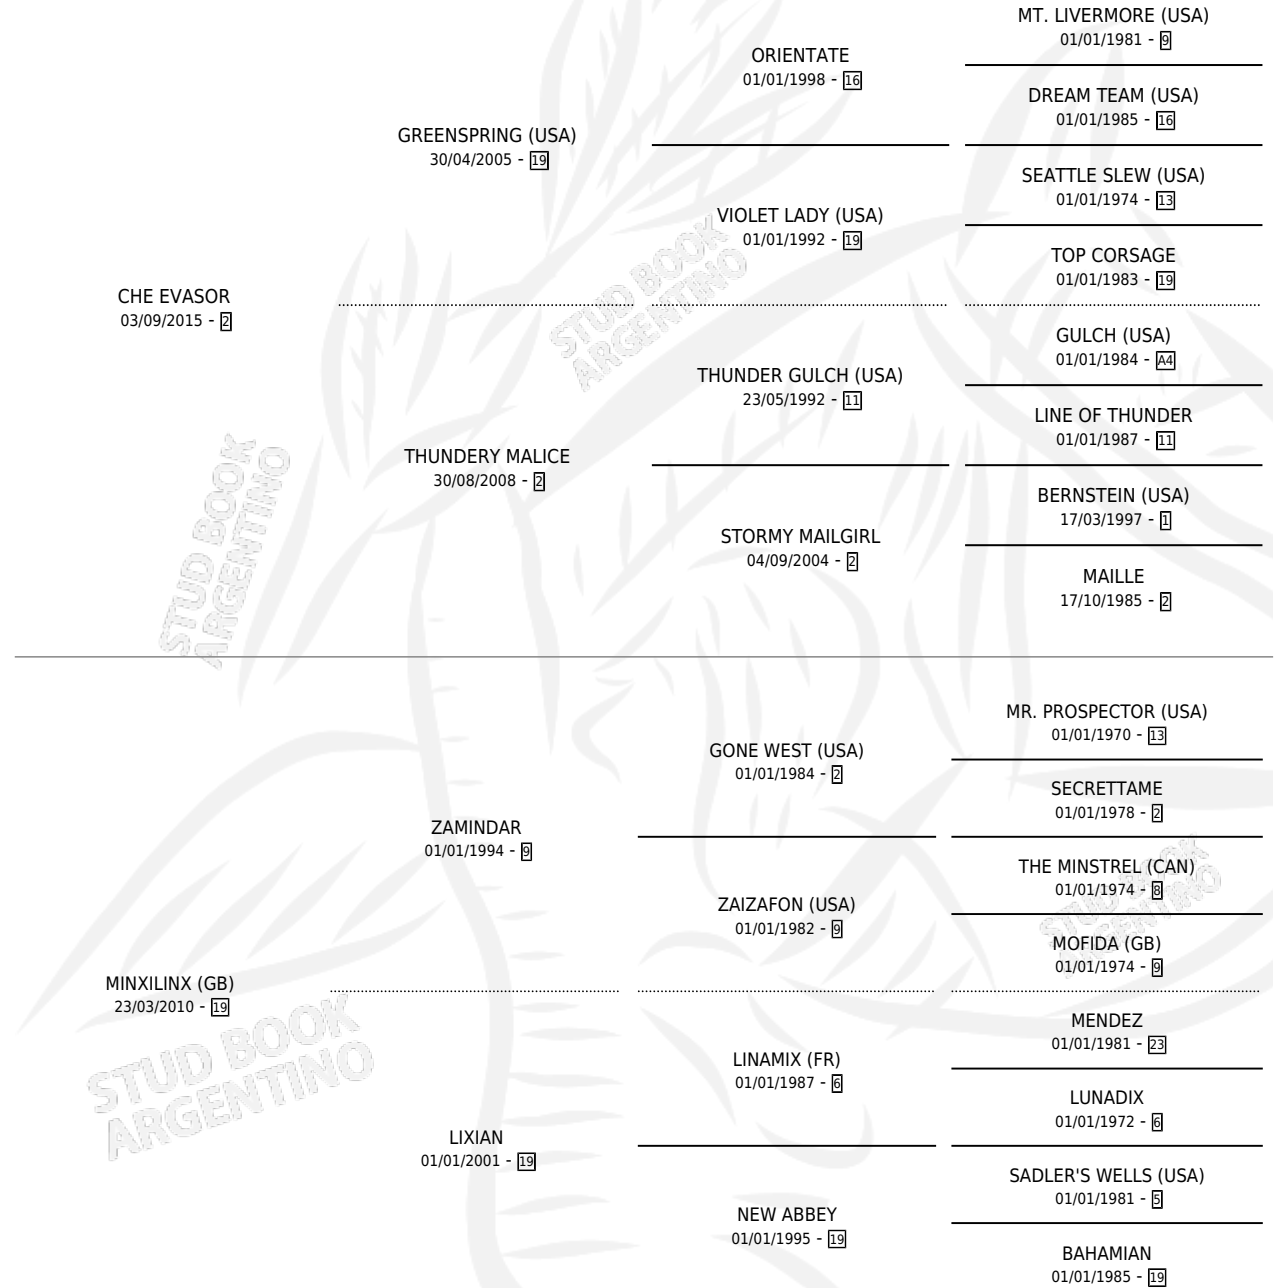 MT. LIVERMORE (USA)
01/01/1981 - 9
ORIENTATE
01/01/1998 - 16
DREAM TEAM (USA)
01/01/1985 - 16
GREENSPRING (USA)
30/04/2005 - 19
SEATTLE SLEW (USA)
01/01/1974 - 13
VIOLET LADY (USA)
01/01/1992 - 19
TOP CORSAGE
01/01/1983 - 19
CHE EVASOR
03/09/2015 - 2
GULCH (USA)
01/01/1984 - A4
THUNDER GULCH (USA)
23/05/1992 - 11
LINE OF THUNDER
01/01/1987 - 11
THUNDERY MALICE
30/08/2008 - 2
BERNSTEIN (USA)
17/03/1997 - 1
STORMY MAILGIRL
04/09/2004 - 2
MAILLE
17/10/1985 - 2
STUD BOOK
ARGENTINO
STUD BOOK
ARGENTINO
MR. PROSPECTOR (USA)
01/01/1970 - 13
GONE WEST (USA)
01/01/1984 - 2
SECRETTAME
01/01/1978 - 2
ZAMINDAR
01/01/1994 - 9
THE MINSTREL (CAN)
01/01/1974 - 8
ZAIZAFON (USA)
01/01/1982 - 9
MOFIDA (GB)
01/01/1974 - 9
MINXILINX (GB)
23/03/2010 - 19
MENDEZ
01/01/1981 - 23
LINAMIX (FR)
01/01/1987 - 6
LUNADIX
01/01/1972 - 6
LIXIAN
01/01/2001 - 19
SADLER'S WELLS (USA)
01/01/1981 - 5
NEW ABBEY
01/01/1995 - 19
BAHAMIAN
01/01/1985 - 19
STUD BOOK
ARGENTINO
STUD BOOK
ARGENTINO